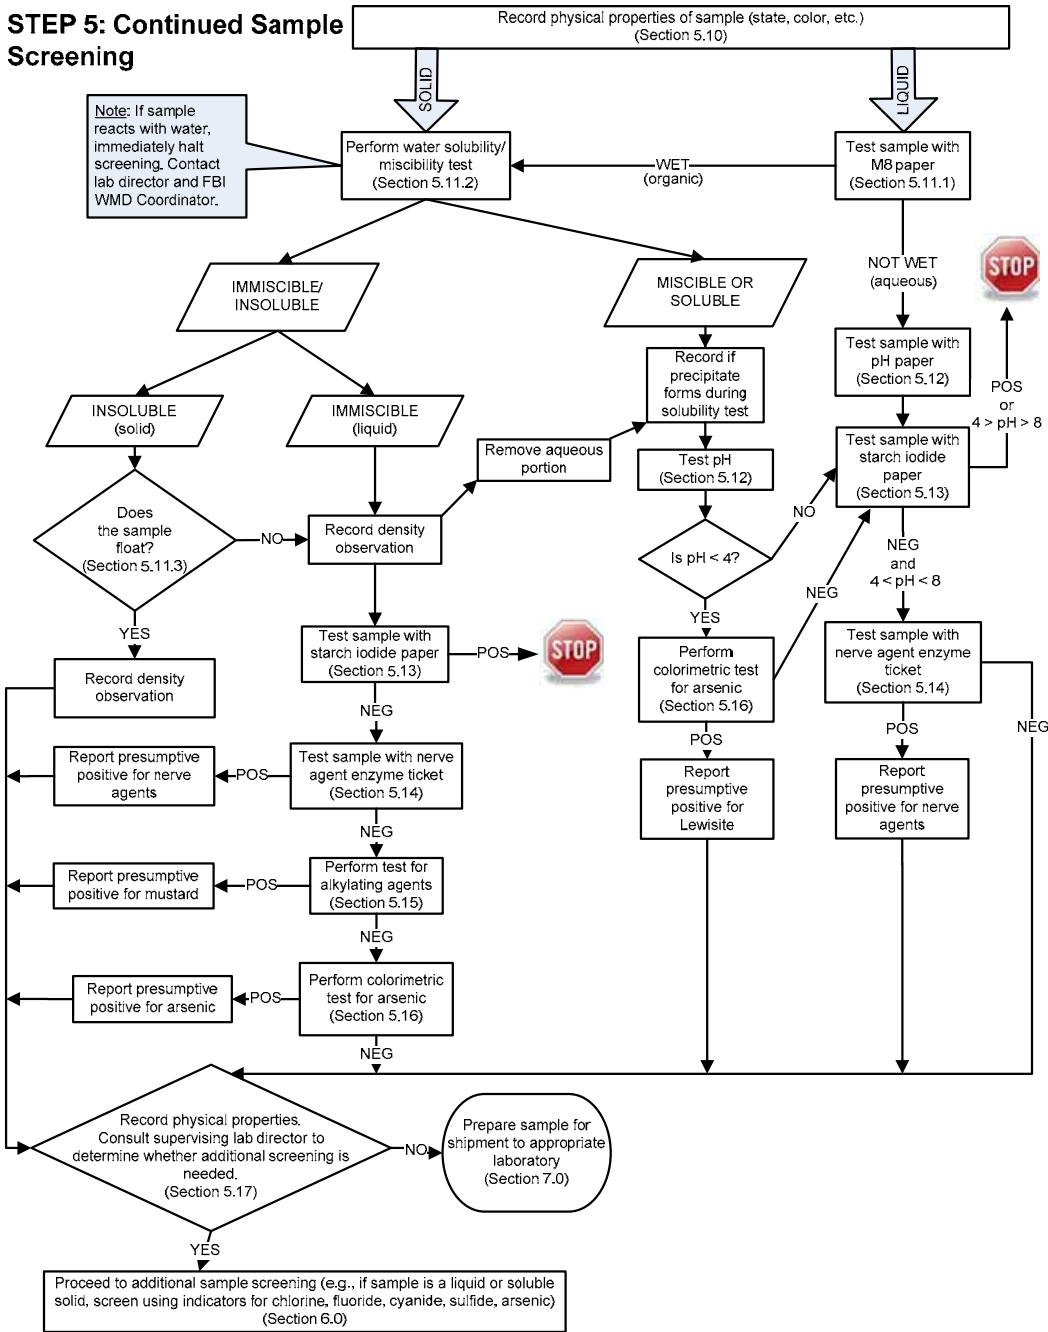 STEP 5: Continued Sample
Screening
Record physical properties of sample (state, color, etc.)
(Section 5.10)
SOLID
LIQUID
Note: If sample
reacts with water,
immediately halt
screening. Contact
lab director and FBI
WMD Coordinator.
Perform water solubility/
miscibility test
(Section 5.11.2)
WET
(organic)
Test sample with
M8 paper
(Section 5.11.1)
IMMISCIBLE/
INSOLUBLE
MISCIBLE OR
SOLUBLE
NOT WET
(aqueous)
STOP
Test sample with
pH paper
(Section 5.12)
POS
or
4 > pH > 8
Record if
precipitate
forms during
solubility test
INSOLUBLE
(solid)
IMMISCIBLE
(liquid)
Remove aqueous
portion
Test pH
(Section 5.12)
Test sample with
starch iodide
paper
(Section 5.13)
Does
the sample
float?
(Section 5.11.3)
NO
Record density
observation
Is pH < 4?
NO
NEG
and
4 < pH < 8
NEG
YES
YES
Test sample with
starch iodide paper
(Section 5.13)
POS
STOP
Perform
colorimetric test
for arsenic
(Section 5.16)
Test sample with
nerve agent enzyme
ticket
(Section 5.14)
Record density
observation
NEG
NEG
POS
POS
Report presumptive
positive for nerve
agents
POS
Test sample with nerve
agent enzyme ticket
(Section 5.14)
Report
presumptive
positive for
Lewisite
Report
presumptive
positive for nerve
agents
NEG
Report presumptive
positive for mustard
POS
Perform test for
alkylating agents
(Section 5.15)
NEG
Report presumptive
positive for arsenic
POS
Perform colorimetric
test for arsenic
(Section 5.16)
NEG
Record physical properties.
Consult supervising lab director to
determine whether additional screening is
needed.
(Section 5.17)
NO
Prepare sample for
shipment to appropriate
laboratory
(Section 7.0)
YES
Proceed to additional sample screening (e.g., if sample is a liquid or soluble
solid, screen using indicators for chlorine, fluoride, cyanide, sulfide, arsenic)
(Section 6.0)